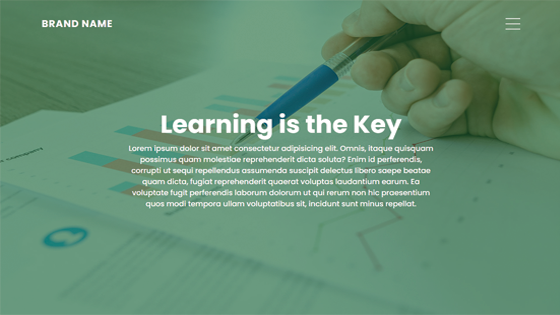 BRAND NAME
Learning is the Key
Lorem ipsum dolor sit amet consectetur adipisicing elit. Omnis, itaque quisquam
possimus quam molestiae reprehenderit dicta soluta? Enim id perferendis,
corrupti ut sequi repellendus assumenda suscipit delectus libero saepe beatae
quam dicta, fugiat reprehenderit quaerat voluptas laudantium earum. Ea
voluptate fugit perferendis laborum dolorum ut qui rerum non hic praesentium
quos modi tempora ullam voluptatibus sit, incidunt sunt minus repellat.
company